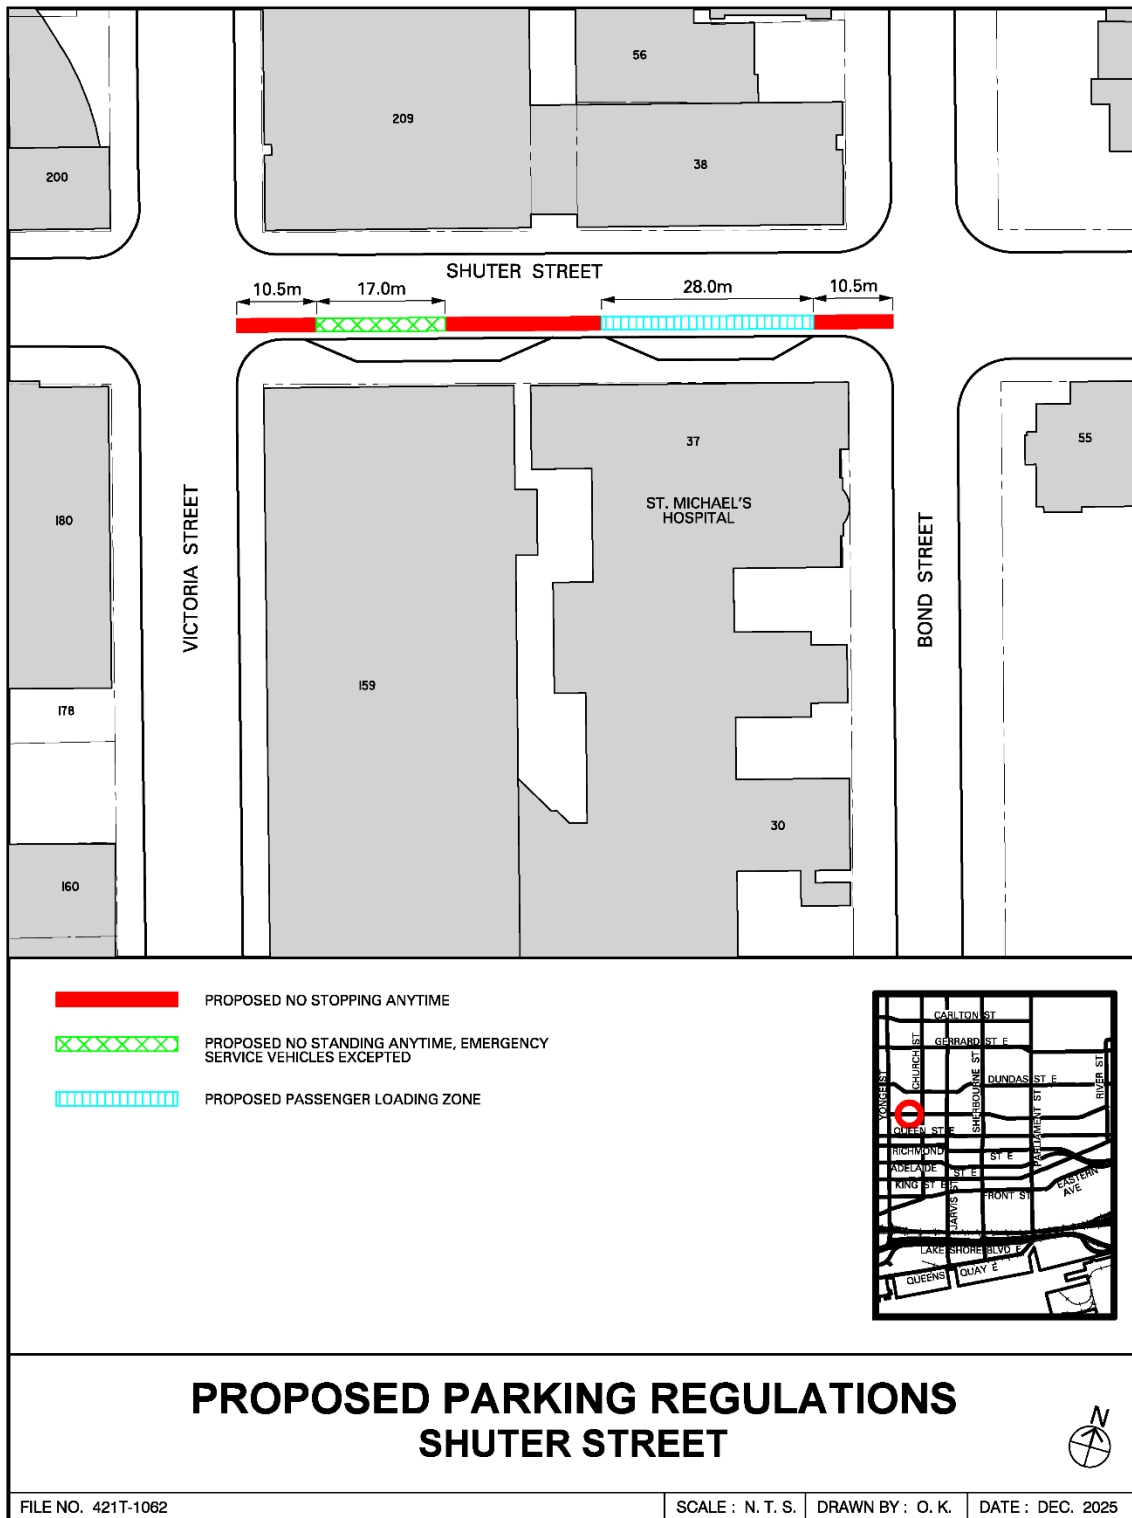 56
209
38
200
SHUTER STREET
10.5m
17.0m
28.0m
10.5m
37
55
ST. MICHAEL'S
HOSPITAL
180
VICTORIA STREET
BOND STREET
159
178
30
160
PROPOSED NO STOPPING ANYTIME
PROPOSED NO STANDING ANYTIME, EMERGENCY
SERVICE VEHICLES EXCEPTED
PROPOSED PASSENGER LOADING ZONE
CARLTON ST
GERRARD ST E
CHURCH ST
YONGE ST
SHERBOURNE ST
DUNDAS ST E
RIVER ST
PARLIAMENT ST
QUEEN ST E
RICHMOND ST E
ADELAIDE ST E
KING ST E
JARVIS ST
FRONT ST
EASTERN
AVE
LAKE SHORE BLVD E
QUEENS QUAY E
PROPOSED PARKING REGULATIONS
SHUTER STREET
N
FILE NO. 421T-1062
SCALE : N. T. S.
DRAWN BY : O. K.
DATE : DEC. 2025